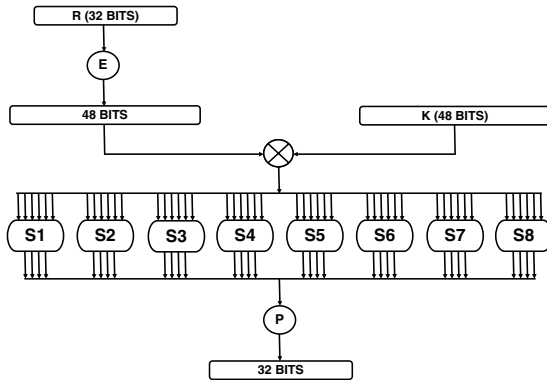 R (32 BITS)
E
48 BITS
K (48 BITS)
S1 S2 S3 S4 S5 S6 S7 S8
P
32 BITS